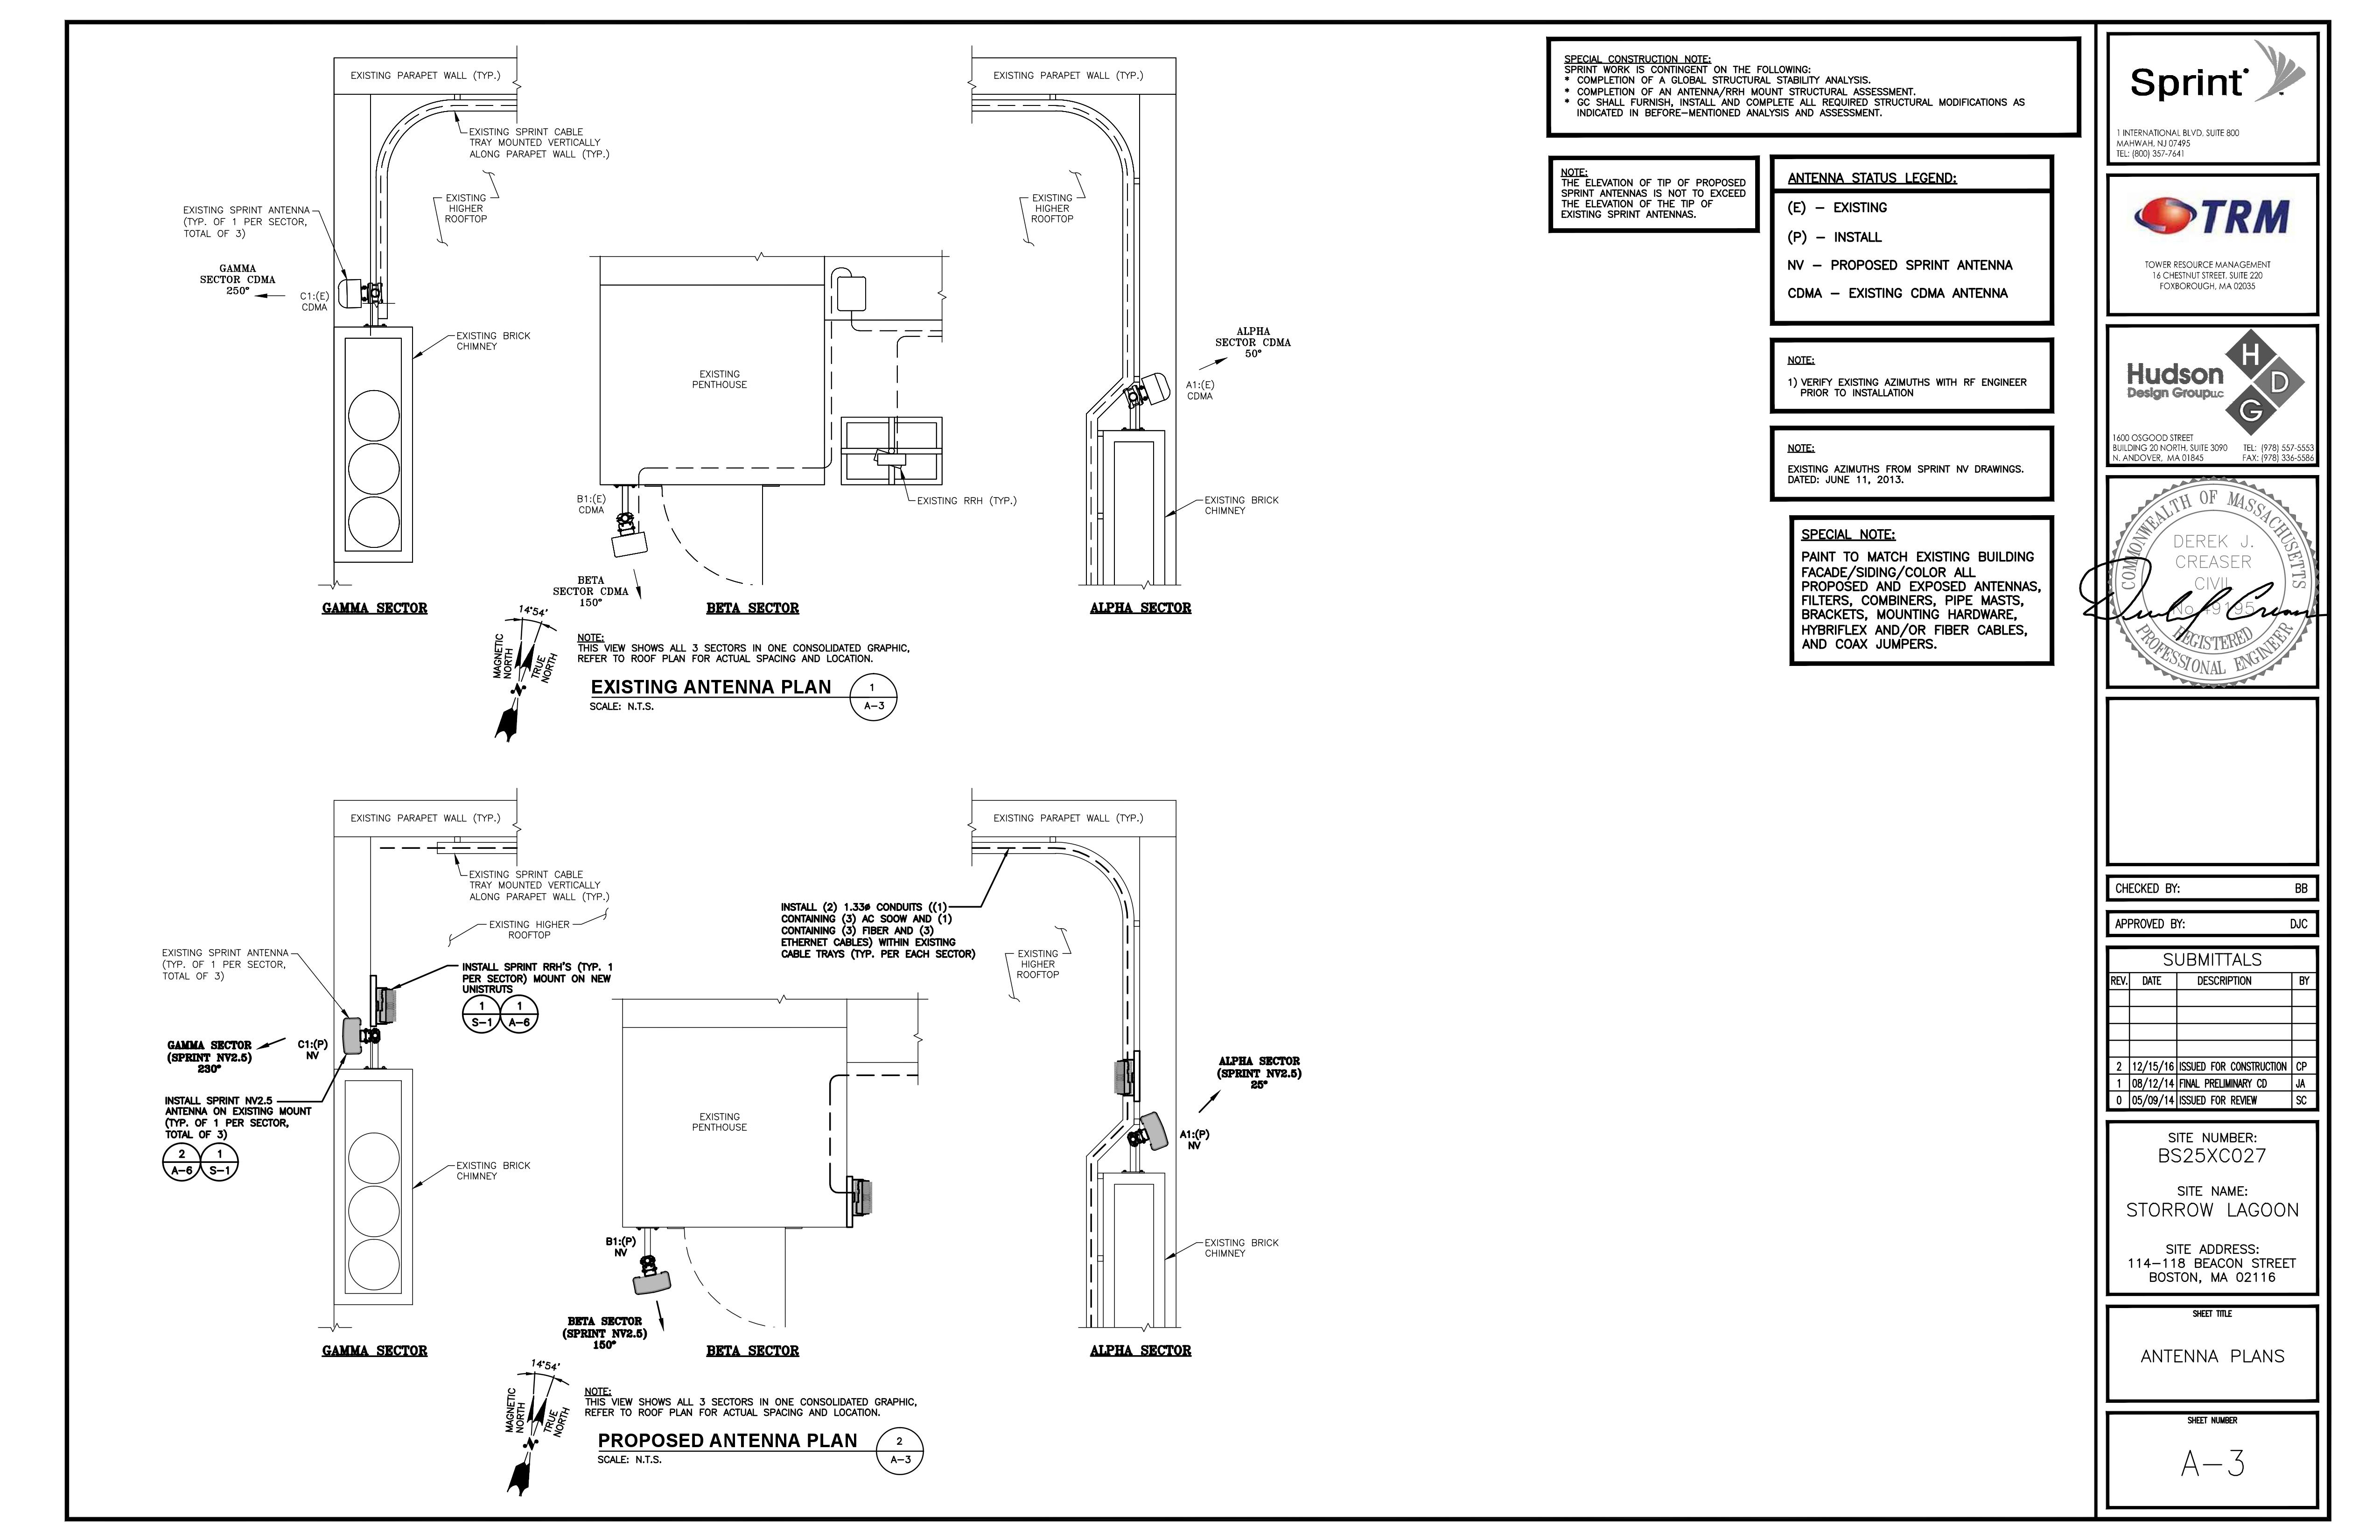 EXISTING PARAPET WALL (TYP.)
EXISTING SPRINT CABLE
TRAY MOUNTED VERTICALLY
ALONG PARAPET WALL (TYP.)
EXISTING
HIGHER
ROOFTOP
EXISTING SPRINT ANTENNA
(TYP. OF 1 PER SECTOR,
TOTAL OF 3)
GAMMA
SECTOR CDMA
250°
C1:(E)
CDMA
EXISTING BRICK
CHIMNEY
GAMMA SECTOR
EXISTING
PENTHOUSE
EXISTING RRH (TYP.)
B1:(E)
CDMA
BETA
SECTOR CDMA
150°
BETA SECTOR
EXISTING PARAPET WALL (TYP.)
EXISTING
HIGHER
ROOFTOP
ALPHA
SECTOR CDMA
50°
A1:(E)
CDMA
EXISTING BRICK
CHIMNEY
ALPHA SECTOR
14°54'
MAGNETIC
NORTH
TRUE
NORTH
NOTE:
THIS VIEW SHOWS ALL 3 SECTORS IN ONE CONSOLIDATED GRAPHIC,
REFER TO ROOF PLAN FOR ACTUAL SPACING AND LOCATION.
EXISTING ANTENNA PLAN
SCALE: N.T.S.
1
A-3
EXISTING PARAPET WALL (TYP.)
EXISTING SPRINT CABLE
TRAY MOUNTED VERTICALLY
ALONG PARAPET WALL (TYP.)
EXISTING HIGHER
ROOFTOP
EXISTING SPRINT ANTENNA
(TYP. OF 1 PER SECTOR,
TOTAL OF 3)
INSTALL SPRINT RRH'S (TYP. 1
PER SECTOR) MOUNT ON NEW
UNISTRUTS
1
S-1
1
A-6
GAMMA SECTOR
(SPRINT NV2.5)
230°
C1:(P)
NV
INSTALL SPRINT NV2.5
ANTENNA ON EXISTING MOUNT
(TYP. OF 1 PER SECTOR,
TOTAL OF 3)
2
A-6
1
S-1
EXISTING BRICK
CHIMNEY
GAMMA SECTOR
INSTALL (2) 1.33ø CONDUITS ((1)
CONTAINING (3) AC SOOW AND (1)
CONTAINING (3) FIBER AND (3)
ETHERNET CABLES) WITHIN EXISTING
CABLE TRAYS (TYP. PER EACH SECTOR)
EXISTING
PENTHOUSE
B1:(P)
NV
BETA SECTOR
(SPRINT NV2.5)
150°
BETA SECTOR
EXISTING PARAPET WALL (TYP.)
EXISTING
HIGHER
ROOFTOP
ALPHA SECTOR
(SPRINT NV2.5)
25°
A1:(P)
NV
EXISTING BRICK
CHIMNEY
ALPHA SECTOR
14°54'
MAGNETIC
NORTH
TRUE
NORTH
NOTE:
THIS VIEW SHOWS ALL 3 SECTORS IN ONE CONSOLIDATED GRAPHIC,
REFER TO ROOF PLAN FOR ACTUAL SPACING AND LOCATION.
PROPOSED ANTENNA PLAN
SCALE: N.T.S.
2
A-3
SPECIAL CONSTRUCTION NOTE:
SPRINT WORK IS CONTINGENT ON THE FOLLOWING:
* COMPLETION OF A GLOBAL STRUCTURAL STABILITY ANALYSIS.
* COMPLETION OF AN ANTENNA/RRH MOUNT STRUCTURAL ASSESSMENT.
* GC SHALL FURNISH, INSTALL AND COMPLETE ALL REQUIRED STRUCTURAL MODIFICATIONS AS
INDICATED IN BEFORE-MENTIONED ANALYSIS AND ASSESSMENT.
NOTE:
THE ELEVATION OF TIP OF PROPOSED
SPRINT ANTENNAS IS NOT TO EXCEED
THE ELEVATION OF THE TIP OF
EXISTING SPRINT ANTENNAS.
ANTENNA STATUS LEGEND:
(E) - EXISTING
(P) - INSTALL
NV - PROPOSED SPRINT ANTENNA
CDMA - EXISTING CDMA ANTENNA
NOTE:
1) VERIFY EXISTING AZIMUTHS WITH RF ENGINEER
PRIOR TO INSTALLATION
NOTE:
EXISTING AZIMUTHS FROM SPRINT NV DRAWINGS.
DATED: JUNE 11, 2013.
SPECIAL NOTE:
PAINT TO MATCH EXISTING BUILDING
FACADE/SIDING/COLOR ALL
PROPOSED AND EXPOSED ANTENNAS,
FILTERS, COMBINERS, PIPE MASTS,
BRACKETS, MOUNTING HARDWARE,
HYBRIFLEX AND/OR FIBER CABLES,
AND COAX JUMPERS.
Sprint
1 INTERNATIONAL BLVD, SUITE 800
MAHWAH, NJ 07495
TEL: (800) 357-7641
TRM
TOWER RESOURCE MANAGEMENT
16 CHESTNUT STREET, SUITE 220
FOXBOROUGH, MA 02035
Hudson
Design Group LLC
H
D
G
1600 OSGOOD STREET
BUILDING 20 NORTH, SUITE 3090 TEL: (978) 557-5553
N. ANDOVER, MA 01845 FAX: (978) 336-5586
COMMONWEALTH OF MASSACHUSETTS
DEREK J.
CREASER
CIVIL
No. 49195
REGISTERED
PROFESSIONAL ENGINEER
CHECKED BY: BB
APPROVED BY: DJC
SUBMITTALS
REV. DATE DESCRIPTION BY
2 12/15/16 ISSUED FOR CONSTRUCTION CP
1 08/12/14 FINAL PRELIMINARY CD JA
0 05/09/14 ISSUED FOR REVIEW SC
SITE NUMBER:
BS25XC027
SITE NAME:
STORROW LAGOON
SITE ADDRESS:
114-118 BEACON STREET
BOSTON, MA 02116
SHEET TITLE
ANTENNA PLANS
SHEET NUMBER
A-3